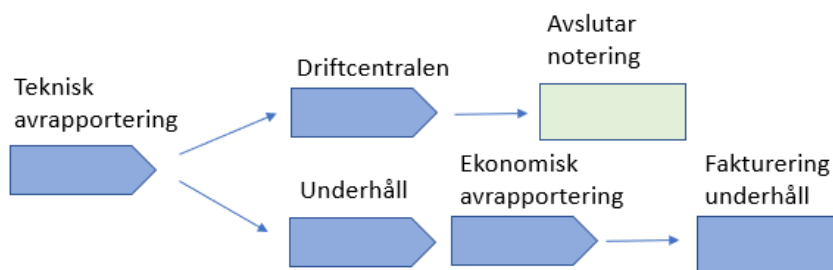 Teknisk
avrapportering
Driftcentralen
Avslutar
notering
Underhåll
Ekonomisk
avrapportering
Fakturering
underhåll